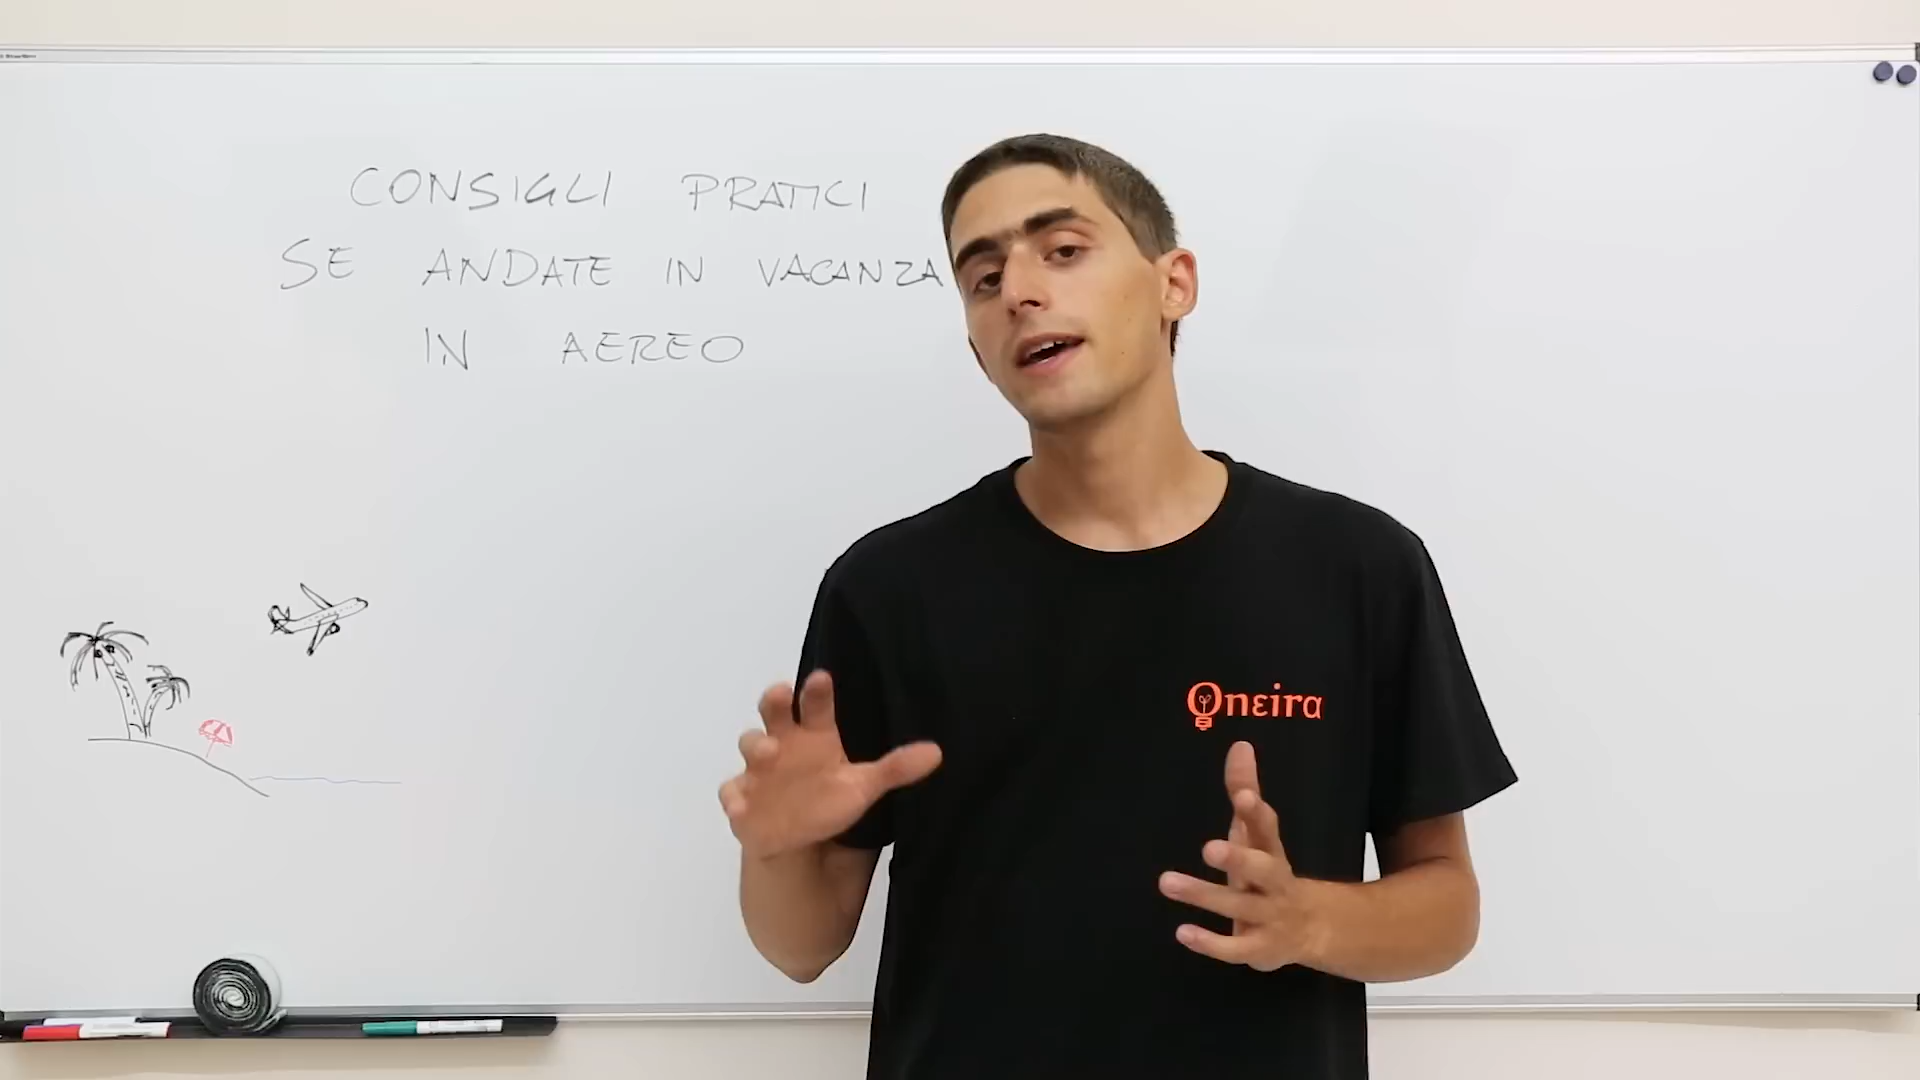 CONSIGLI PRATICI
SE ANDATE IN VACANZA
IN AEREO
Oneira